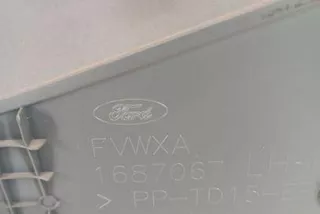 Ford
FVWXA
1687067 LH
> PP-TD15-